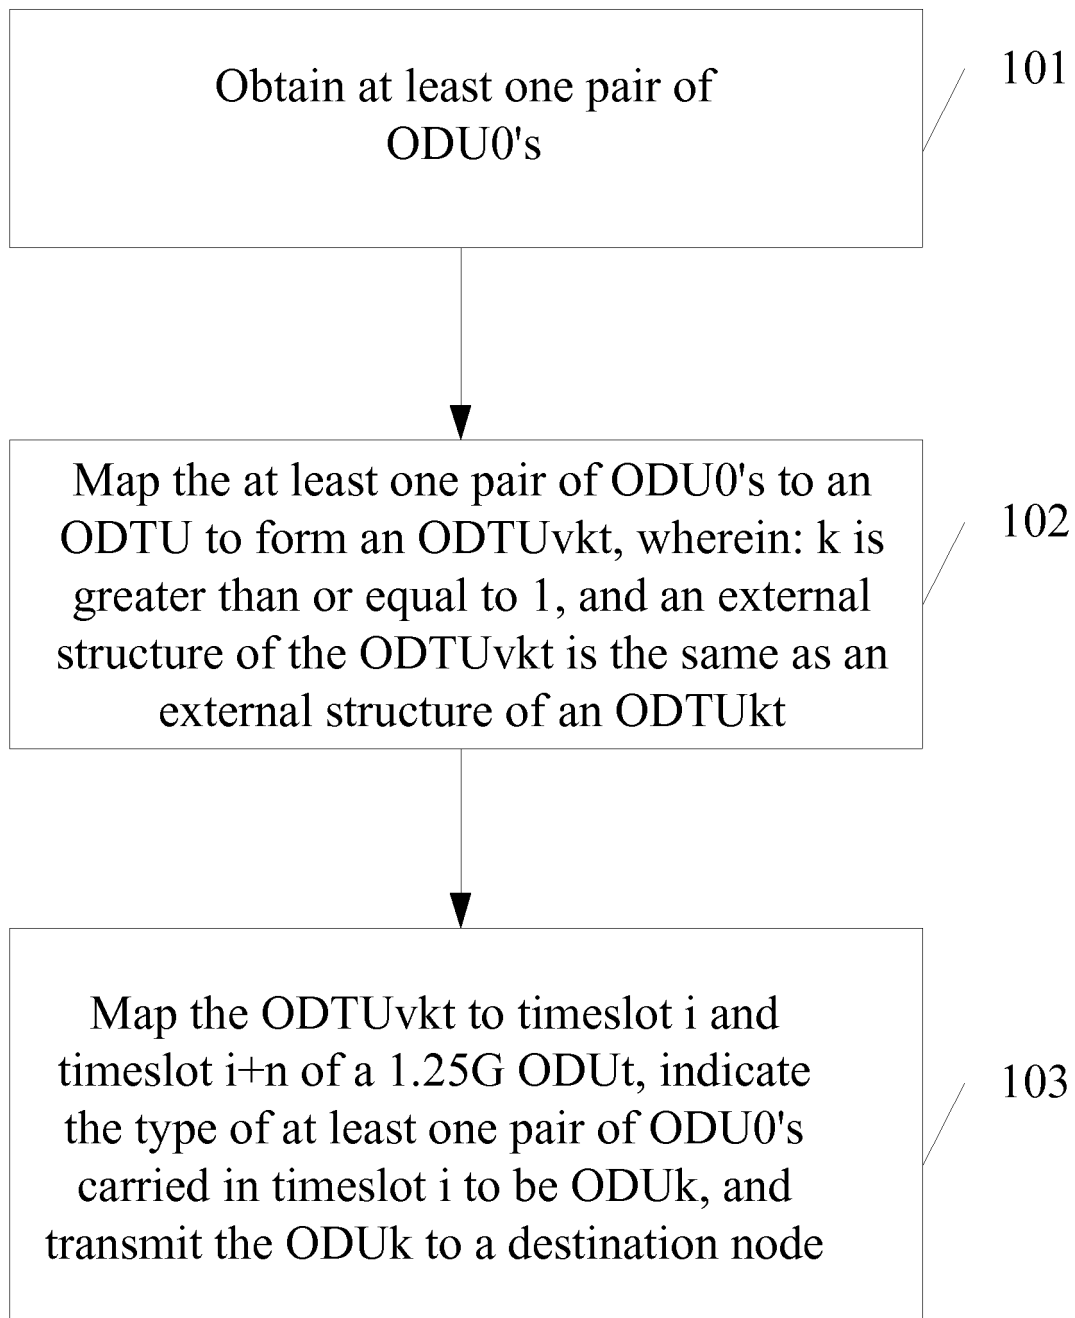 Obtain at least one pair of
ODU0's
101
Map the at least one pair of ODU0's to an
ODTU to form an ODTUvkt, wherein: k is
greater than or equal to 1, and an external
structure of the ODTUvkt is the same as an
external structure of an ODTUkt
102
Map the ODTUvkt to timeslot i and
timeslot i+n of a 1.25G ODUt, indicate
the type of at least one pair of ODU0's
carried in timeslot i to be ODUk, and
transmit the ODUk to a destination node
103